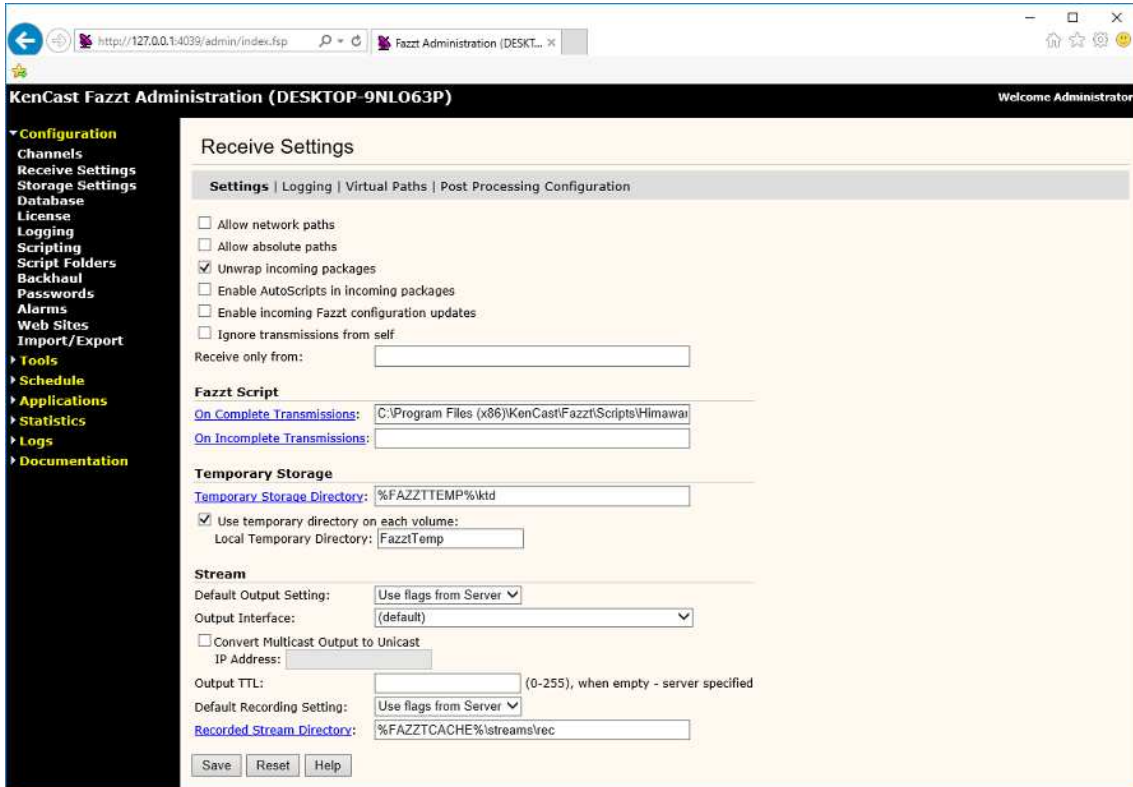 http://127.0.0.1:4039/admin/index.fsp
Fazzt Administration (DESKT...
KenCast Fazzt Administration (DESKTOP-9NLO63P)
Welcome Administrator
Configuration
Channels
Receive Settings
Storage Settings
Database
License
Logging
Scripting
Script Folders
Backhaul
Passwords
Alarms
Web Sites
Import/Export
Tools
Schedule
Applications
Statistics
Logs
Documentation
Receive Settings
Settings | Logging | Virtual Paths | Post Processing Configuration
Allow network paths
Allow absolute paths
Unwrap incoming packages
Enable AutoScripts in incoming packages
Enable incoming Fazzt configuration updates
Ignore transmissions from self
Receive only from:
Fazzt Script
On Complete Transmissions: C:\Program Files (x86)\KenCast\Fazzt\Scripts\Himawar
On Incomplete Transmissions:
Temporary Storage
Temporary Storage Directory: %FAZZTTEMP%\ktd
Use temporary directory on each volume:
Local Temporary Directory: FazztTemp
Stream
Default Output Setting: Use flags from Server
Output Interface: (default)
Convert Multicast Output to Unicast
IP Address:
Output TTL: (0-255), when empty - server specified
Default Recording Setting: Use flags from Server
Recorded Stream Directory: %FAZZTCACHE%\streams\rec
Save Reset Help